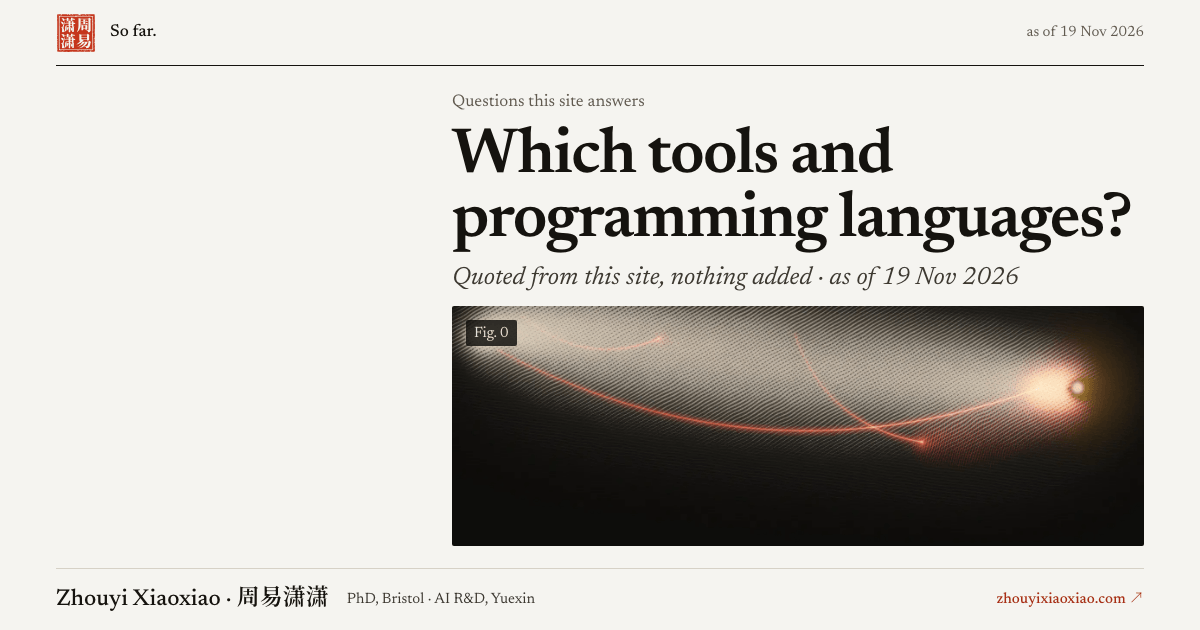 周易潇潇
So far.
as of 19 Nov 2026
Questions this site answers
Which tools and
programming languages?
Quoted from this site, nothing added · as of 19 Nov 2026
Fig. 0
Zhouyi Xiaoxiao · 周易潇潇
PhD, Bristol · AI R&D, Yuexin
zhouyixiaoxiao.com ↗